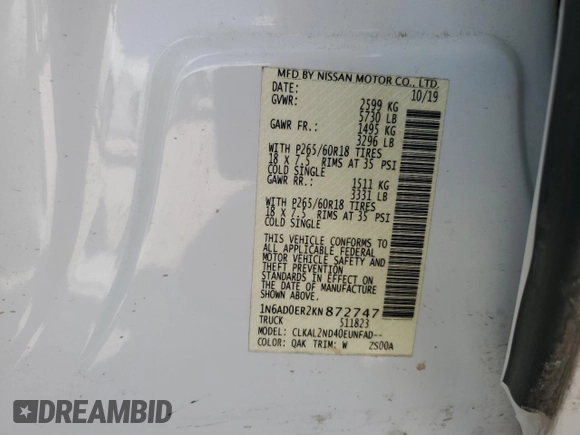 MFD BY NISSAN MOTOR CO., LTD.
DATE: 10/19
GVWR: 2599 KG
5730 LB
GAWR FR: 1495 KG
3296 LB
WITH P265/60R18 TIRES
18 X 7.5 RIMS AT 35 PSI
COLD SINGLE
GAWR RR: 1511 KG
3331 LB
WITH P265/60R18 TIRES
18 X 7.5 RIMS AT 35 PSI
COLD SINGLE
THIS VEHICLE CONFORMS TO
ALL APPLICABLE FEDERAL
MOTOR VEHICLE SAFETY AND
THEFT PREVENTION
STANDARDS IN EFFECT ON
THE DATE OF MANUFACTURE
SHOWN ABOVE.
1N6AD0ER2KN872747
TRUCK 511823
MODEL: CLKAL2ND40EUNFAD--
COLOR: QAK TRIM: W 2S00A
DREAMBID